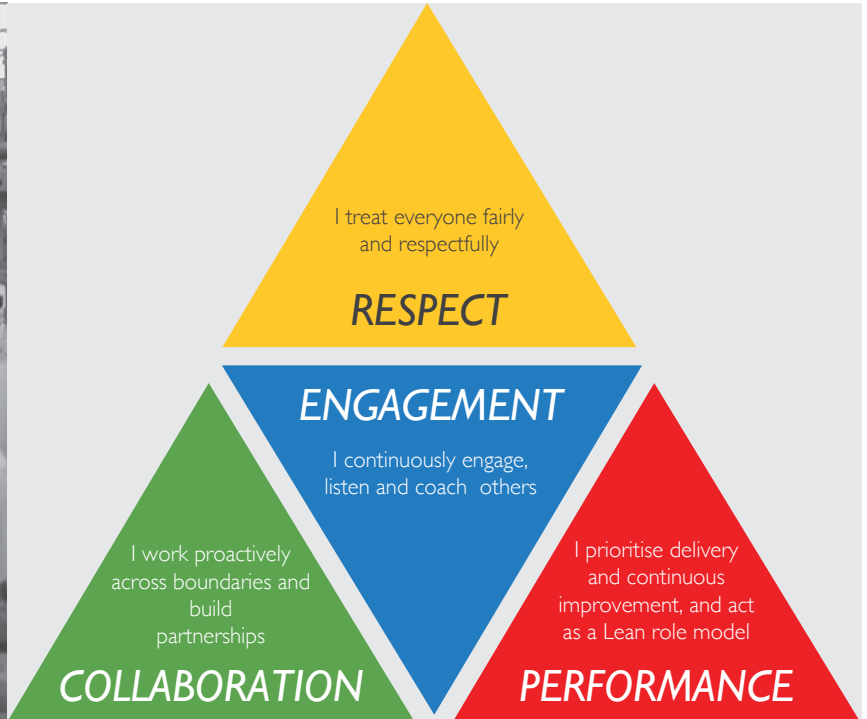 I treat everyone fairly
and respectfully
RESPECT
ENGAGEMENT
I continuously engage,
listen and coach others
I work proactively
across boundaries and
build
partnerships
COLLABORATION
I prioritise delivery
and continuous
improvement, and act
as a Lean role model
PERFORMANCE